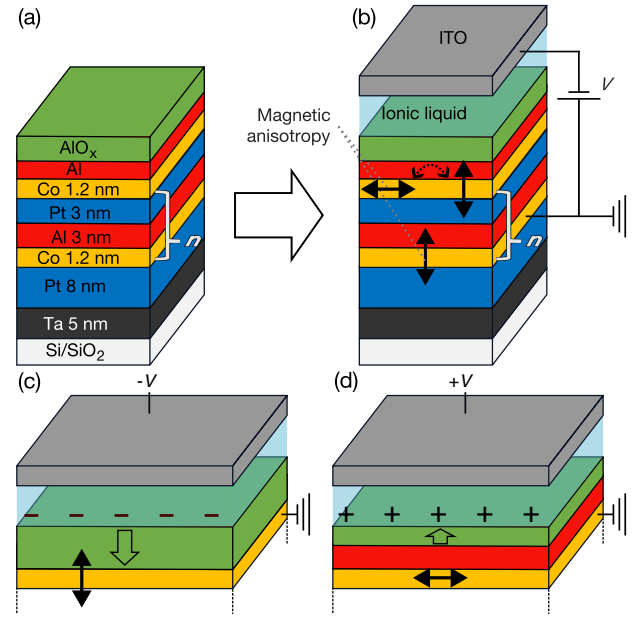 (a)
AlOx
Al
Co 1.2 nm
Pt 3 nm
Al 3 nm
Co 1.2 nm
n
Pt 8 nm
Ta 5 nm
Si/SiO2
(b)
ITO
V
Ionic liquid
Magnetic
anisotropy
n
(c)
-V
− − − − −
(d)
+V
+ + + + +